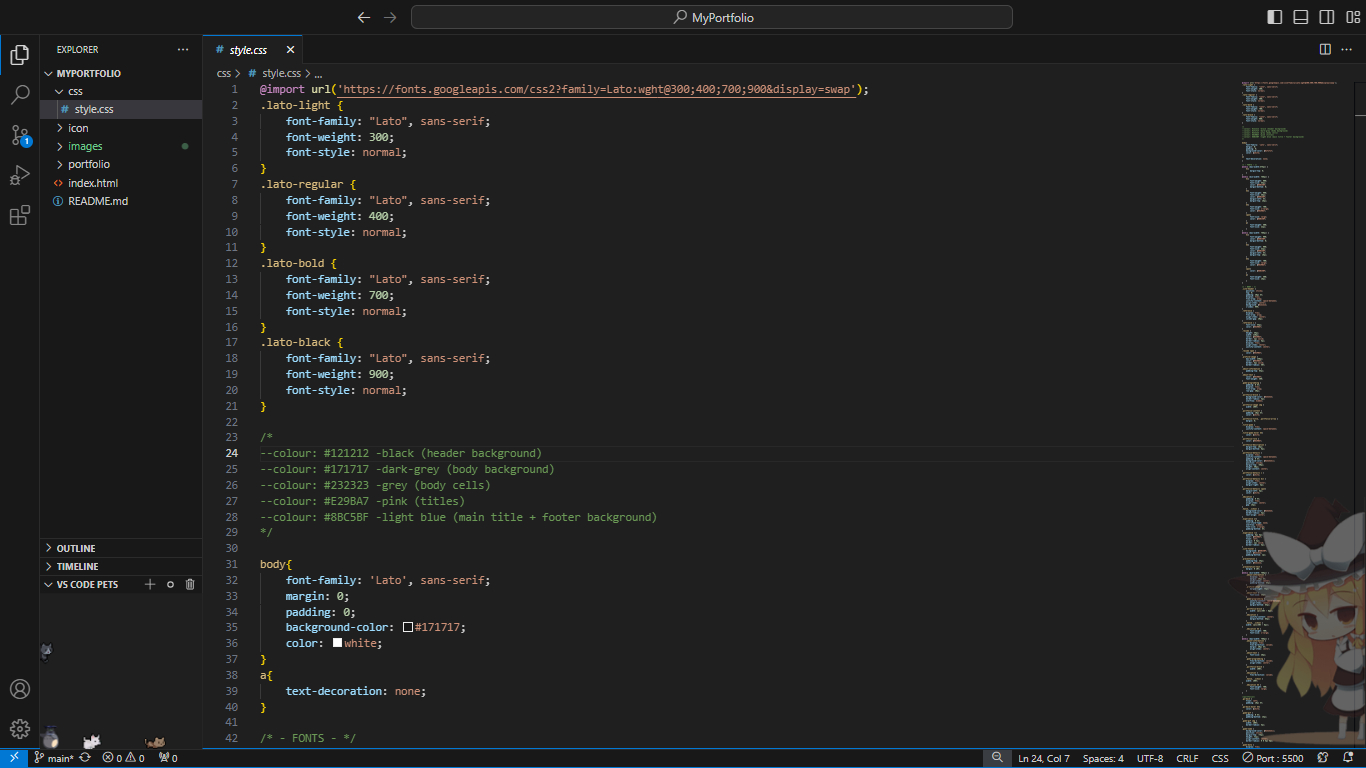 MyPortfolio
EXPLORER
style.css
MYPORTFOLIO
css
style.css
icon
images
portfolio
index.html
README.md
OUTLINE
TIMELINE
VS CODE PETS
css > # style.css > ...
1 @import url('https://fonts.googleapis.com/css2?family=Lato:wght@300;400;700;900&display=swap');
2 .lato-light {
3 font-family: "Lato", sans-serif;
4 font-weight: 300;
5 font-style: normal;
6 }
7 .lato-regular {
8 font-family: "Lato", sans-serif;
9 font-weight: 400;
10 font-style: normal;
11 }
12 .lato-bold {
13 font-family: "Lato", sans-serif;
14 font-weight: 700;
15 font-style: normal;
16 }
17 .lato-black {
18 font-family: "Lato", sans-serif;
19 font-weight: 900;
20 font-style: normal;
21 }
22
23 /*
24 --colour: #121212 -black (header background)
25 --colour: #171717 -dark-grey (body background)
26 --colour: #232323 -grey (body cells)
27 --colour: #E29BA7 -pink (titles)
28 --colour: #8BC5BF -light blue (main title + footer background)
29 */
30
31 body{
32 font-family: 'Lato', sans-serif;
33 margin: 0;
34 padding: 0;
35 background-color: #171717;
36 color: white;
37 }
38 a{
39 text-decoration: none;
40 }
41
42 /* - FONTS - */
1
main* 0 0 0 Ln 24, Col 7 Spaces: 4 UTF-8 CRLF CSS Port : 5500